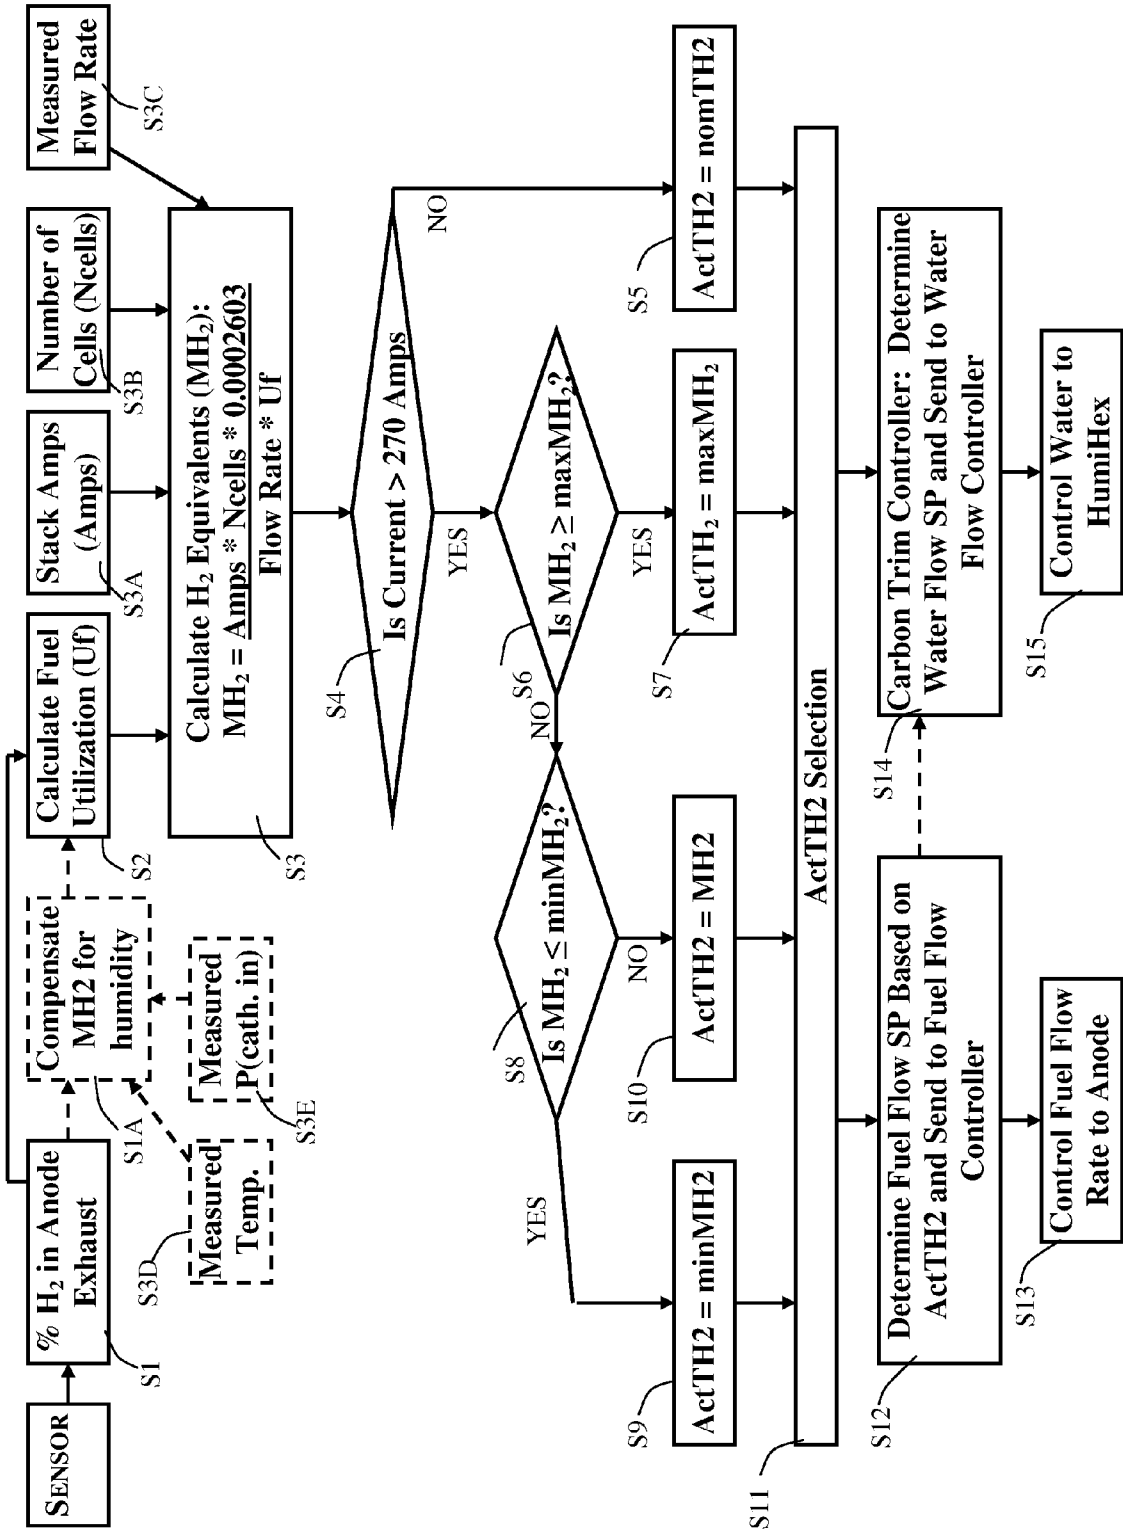 SENSOR
% H2 in Anode
Exhaust
S1
Compensate
MH2 for
humidity
S1A
Measured
Temp.
S3D
Measured
P(cath. in)
S3E
Calculate Fuel
Utilization (Uf)
S2
Stack Amps
(Amps)
S3A
Number of
Cells (Ncells)
S3B
Measured
Flow Rate
S3C
Calculate H2 Equivalents (MH2):
MH2 = Amps * Ncells * 0.0002603
Flow Rate * Uf
S3
Is Current > 270 Amps
S4
NO
YES
Is MH2 ≥ maxMH2?
S6
NO
YES
Is MH2 ≤ minMH2?
S8
YES
NO
ActTH2 = minMH2
S9
ActTH2 = MH2
S10
ActTH2 = maxMH2
S7
ActTH2 = nomTH2
S5
ActTH2 Selection
S11
Determine Fuel Flow SP Based on
ActTH2 and Send to Fuel Flow
Controller
S12
Carbon Trim Controller: Determine
Water Flow SP and Send to Water
Flow Controller
S14
Control Fuel Flow
Rate to Anode
S13
Control Water to
HumiHex
S15